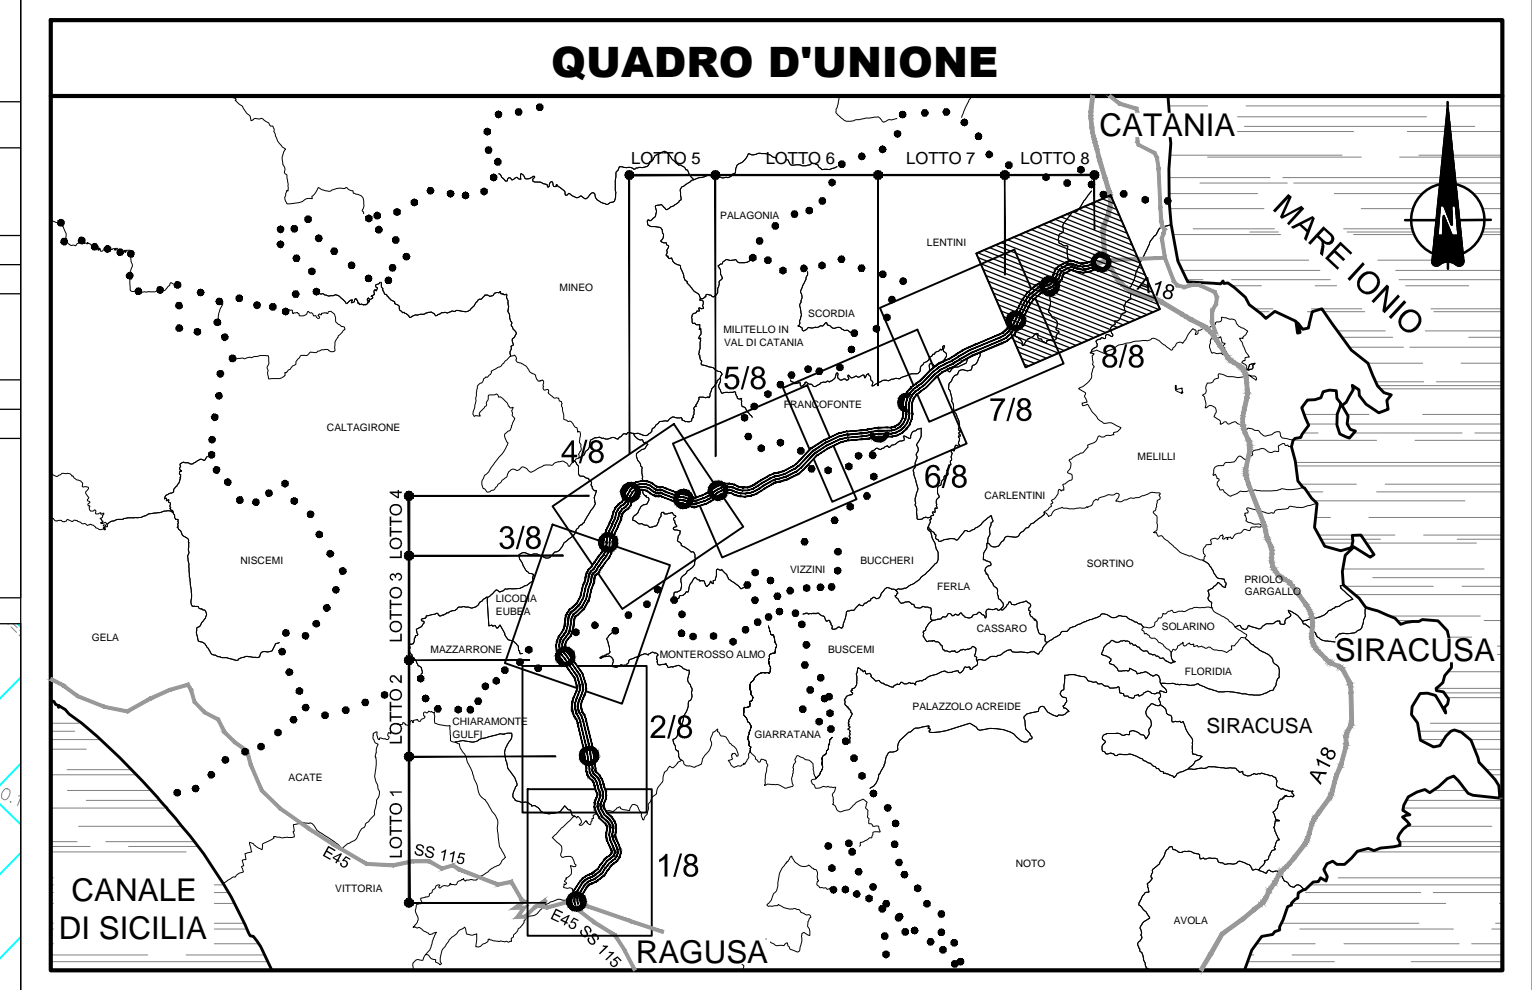 QUADRO D'UNIONE
CATANIA
LOTTO 5
LOTTO 6
LOTTO 7
LOTTO 8
PALAGONIA
LENTINI
MARE IONIO
N
MINEO
A18
SCORDIA
MILITELLO IN
VAL DI CATANIA
8/8
5/8
FRANCOFONTE
7/8
CALTAGIRONE
4/8
MELILLI
6/8
CARLENTINI
LOTTO 4
3/8
NISCEMI
VIZZINI
BUCCHERI
SORTINO
FERLA
PRIOLO
GARGALLO
LOTTO 3
LICODIA
EUBEA
GELA
CASSARO
SOLARINO
MAZZARRONE
MONTEROSSO ALMO
BUSCEMI
SIRACUSA
FLORIDIA
LOTTO 2
PALAZZOLO ACREIDE
CHIARAMONTE
GULFI
2/8
GIARRATANA
SIRACUSA
ACATE
A18
LOTTO 1
E45
SS 115
1/8
NOTO
VITTORIA
CANALE
DI SICILIA
E45 SS 115
RAGUSA
AVOLA